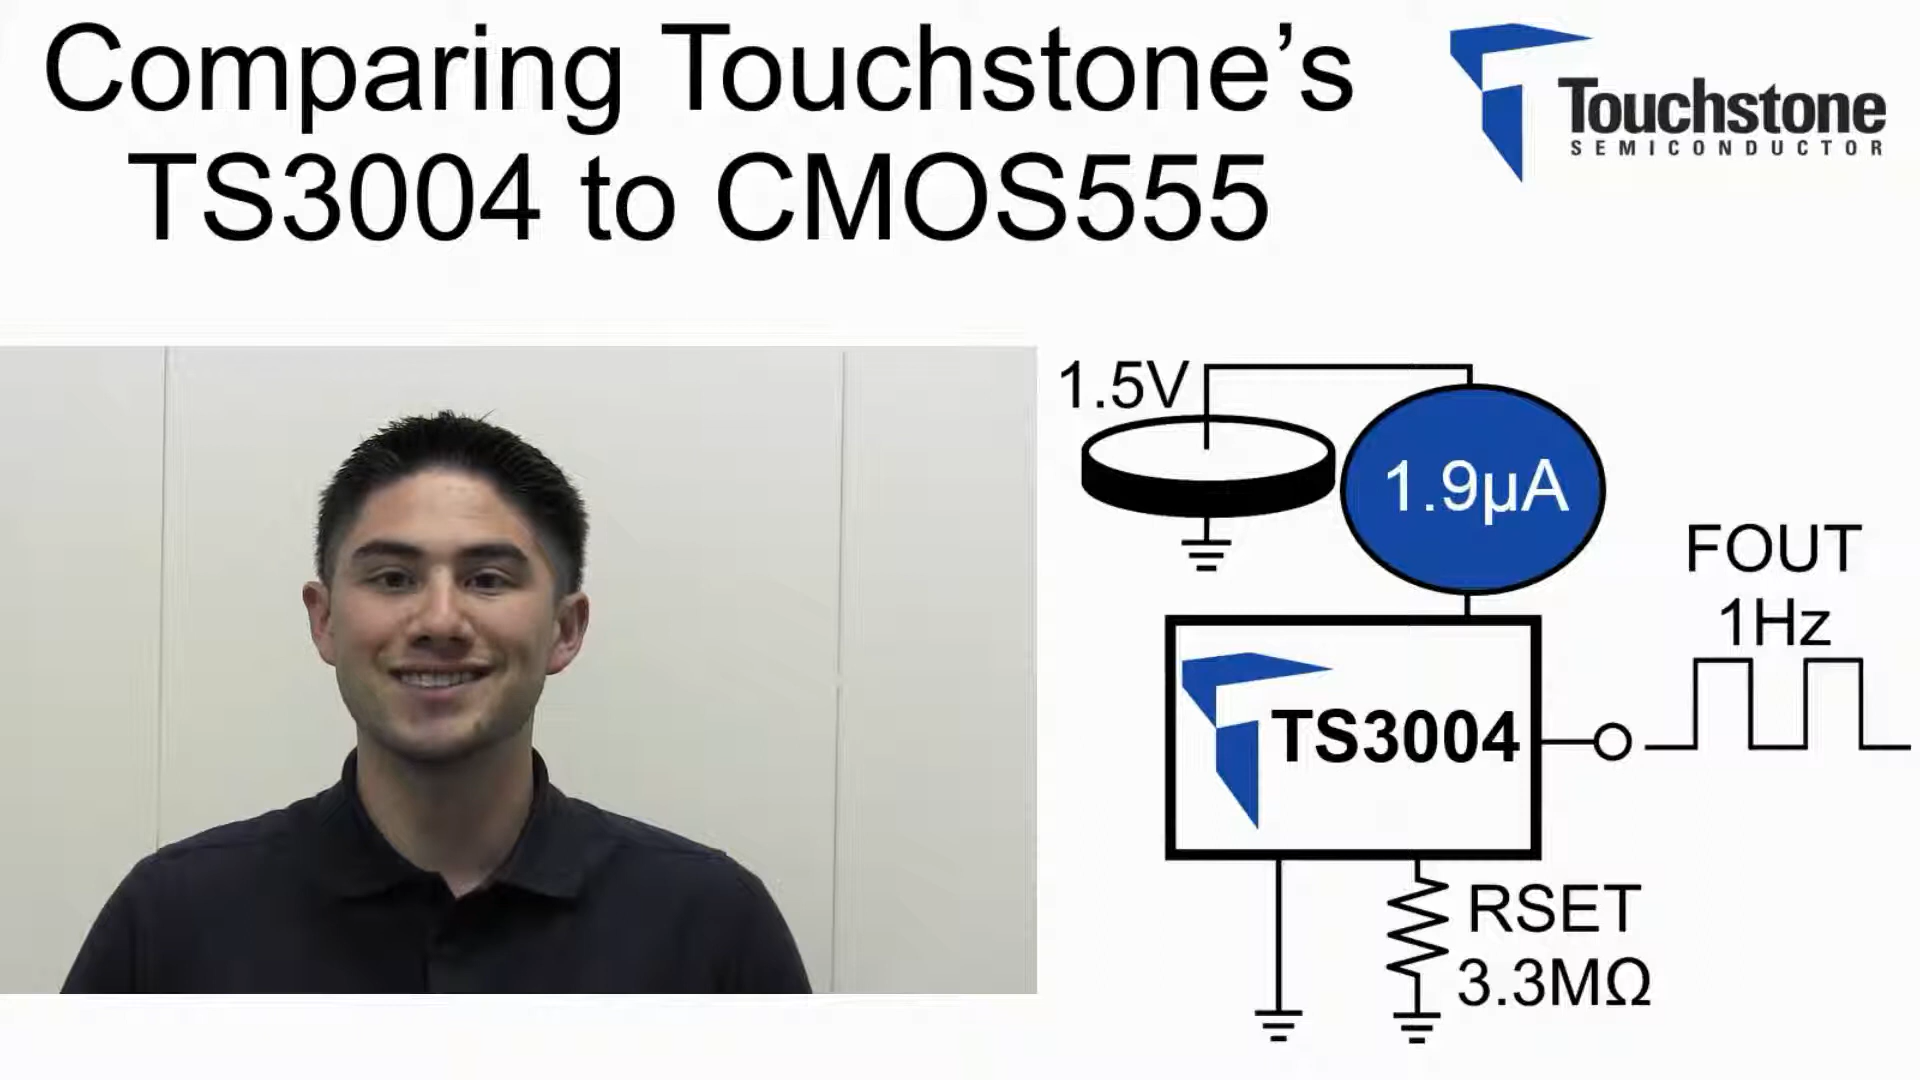 Comparing Touchstone's
TS3004 to CMOS555
Touchstone
SEMICONDUCTOR
1.5V
1.9µA
FOUT
1Hz
TS3004
RSET
3.3MΩ